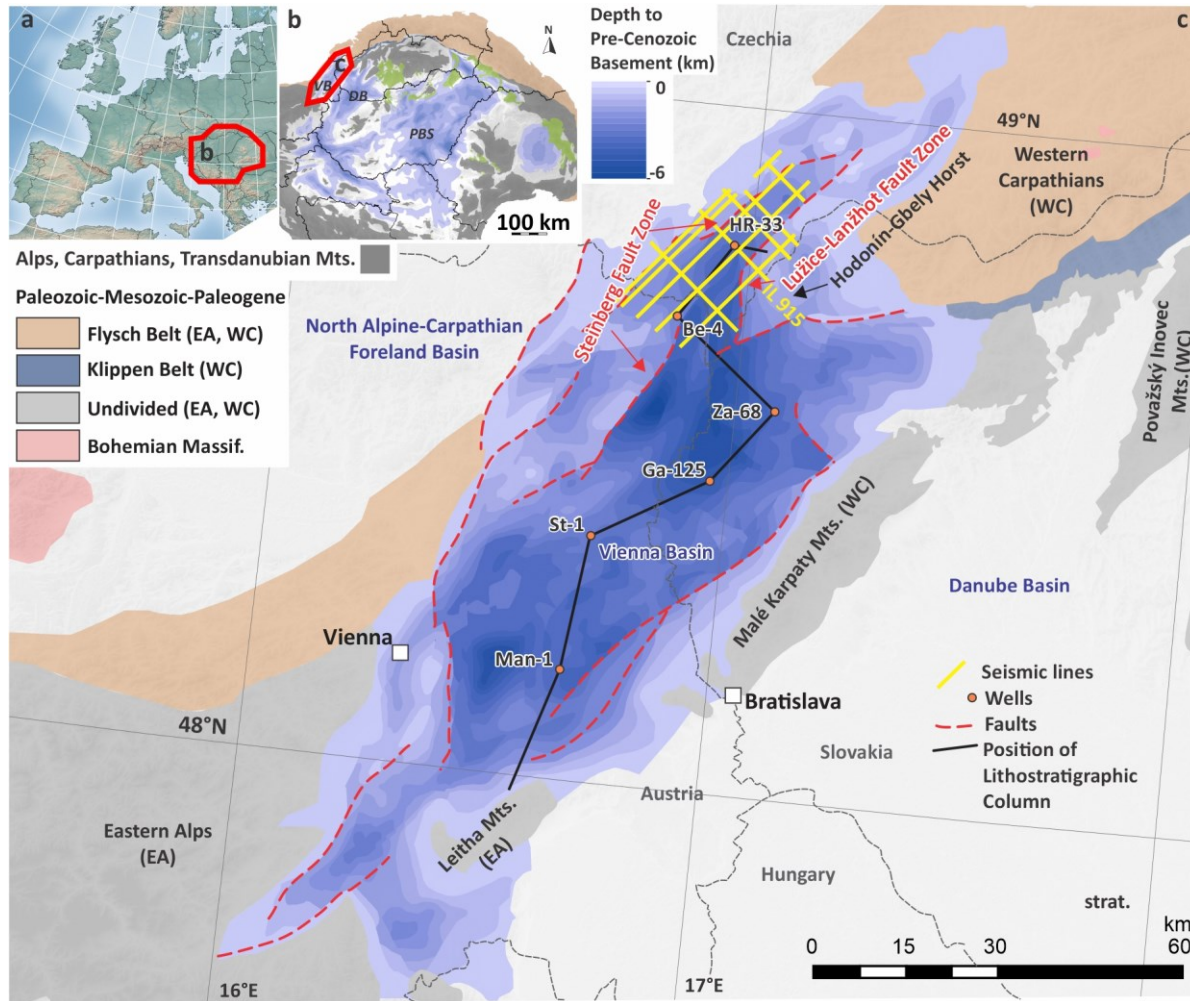 a
b
b
N
VB
c
DB
PBS
100 km
Depth to
Pre-Cenozoic
Basement (km)
0
-6
c
Czechia
49°N
Western
Carpathians
(WC)
Alps, Carpathians, Transdanubian Mts.
Paleozoic-Mesozoic-Paleogene
Flysch Belt (EA, WC)
Klippen Belt (WC)
Undivided (EA, WC)
Bohemian Massif.
North Alpine-Carpathian
Foreland Basin
Steinberg Fault Zone
Lužice-Lanžhot Fault Zone
Hodonín-Gbely Horst
HR-33
IL 915
Be-4
Za-68
Ga-125
St-1
Vienna Basin
Man-1
Považský Inovec
Mts.(WC)
Malé Karpaty Mts. (WC)
Danube Basin
Vienna
Bratislava
48°N
Slovakia
Austria
Hungary
Leitha Mts.
(EA)
Eastern Alps
(EA)
Seismic lines
Wells
Faults
Position of
Lithostratigraphic
Column
strat.
km
0 15 30 60
16°E
17°E